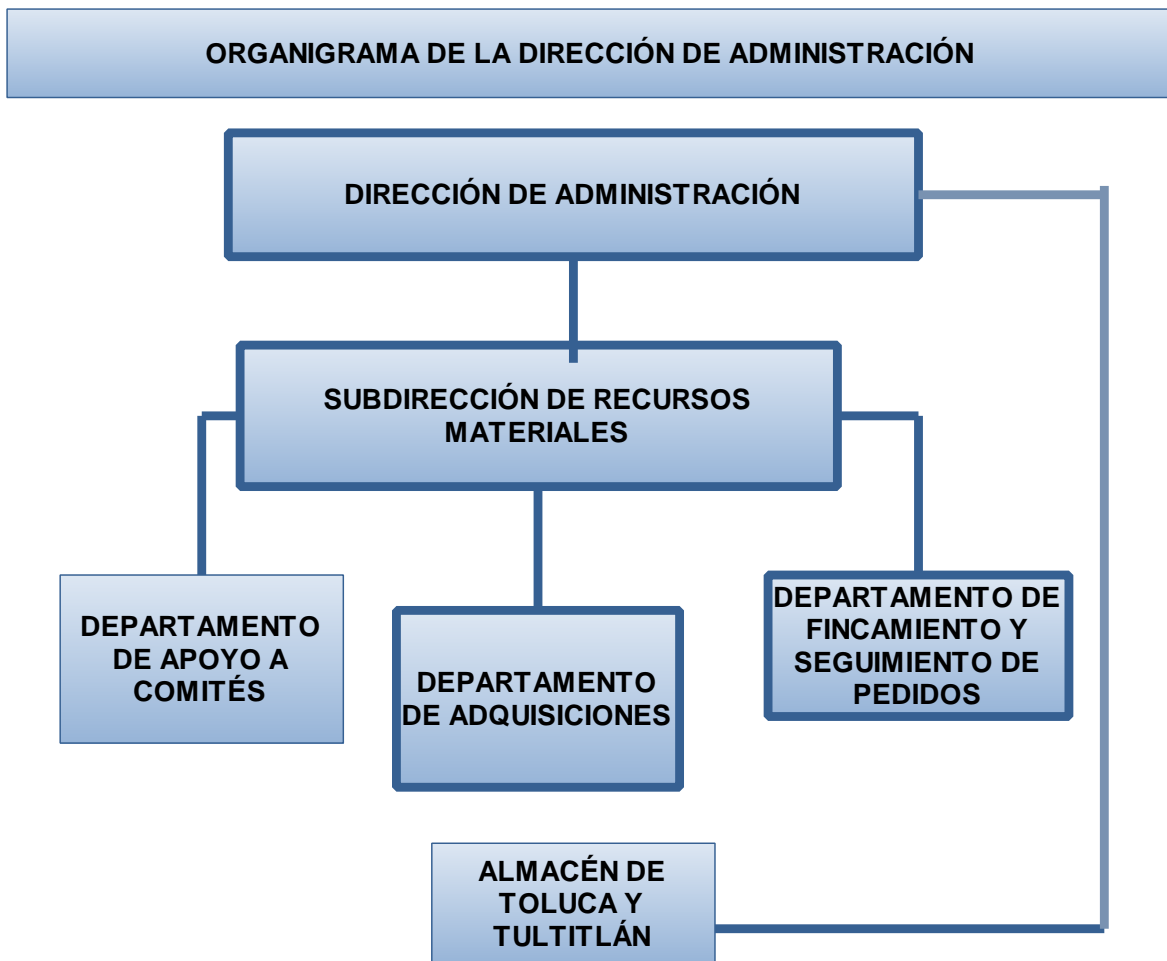 ORGANIGRAMA DE LA DIRECCIÓN DE ADMINISTRACIÓN
DIRECCIÓN DE ADMINISTRACIÓN
SUBDIRECCIÓN DE RECURSOS
MATERIALES
DEPARTAMENTO
DE APOYO A
COMITÉS
DEPARTAMENTO
DE ADQUISICIONES
DEPARTAMENTO DE
FINCAMIENTO Y
SEGUIMIENTO DE
PEDIDOS
ALMACÉN DE
TOLUCA Y
TULTITLÁN